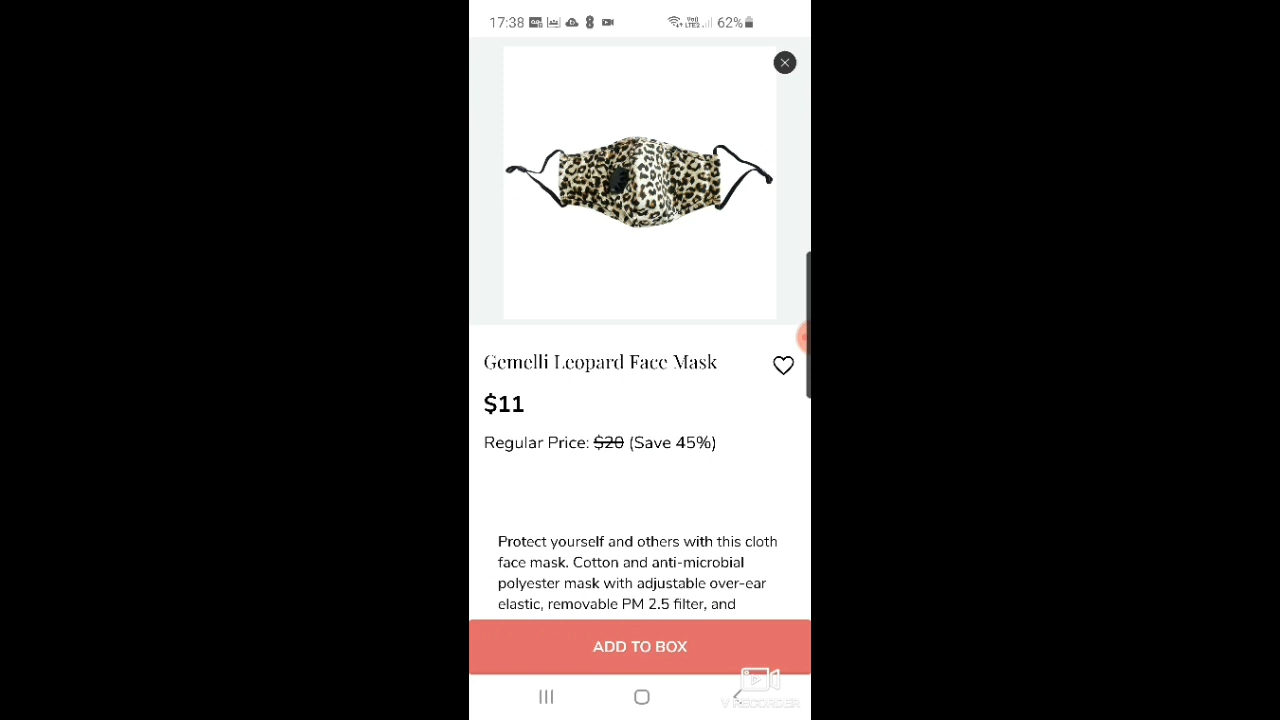 17:38 62%
Gemelli Leopard Face Mask
$11
Regular Price: $20 (Save 45%)
Protect yourself and others with this cloth
face mask. Cotton and anti-microbial
polyester mask with adjustable over-ear
elastic, removable PM 2.5 filter, and
ADD TO BOX
V RECORDER